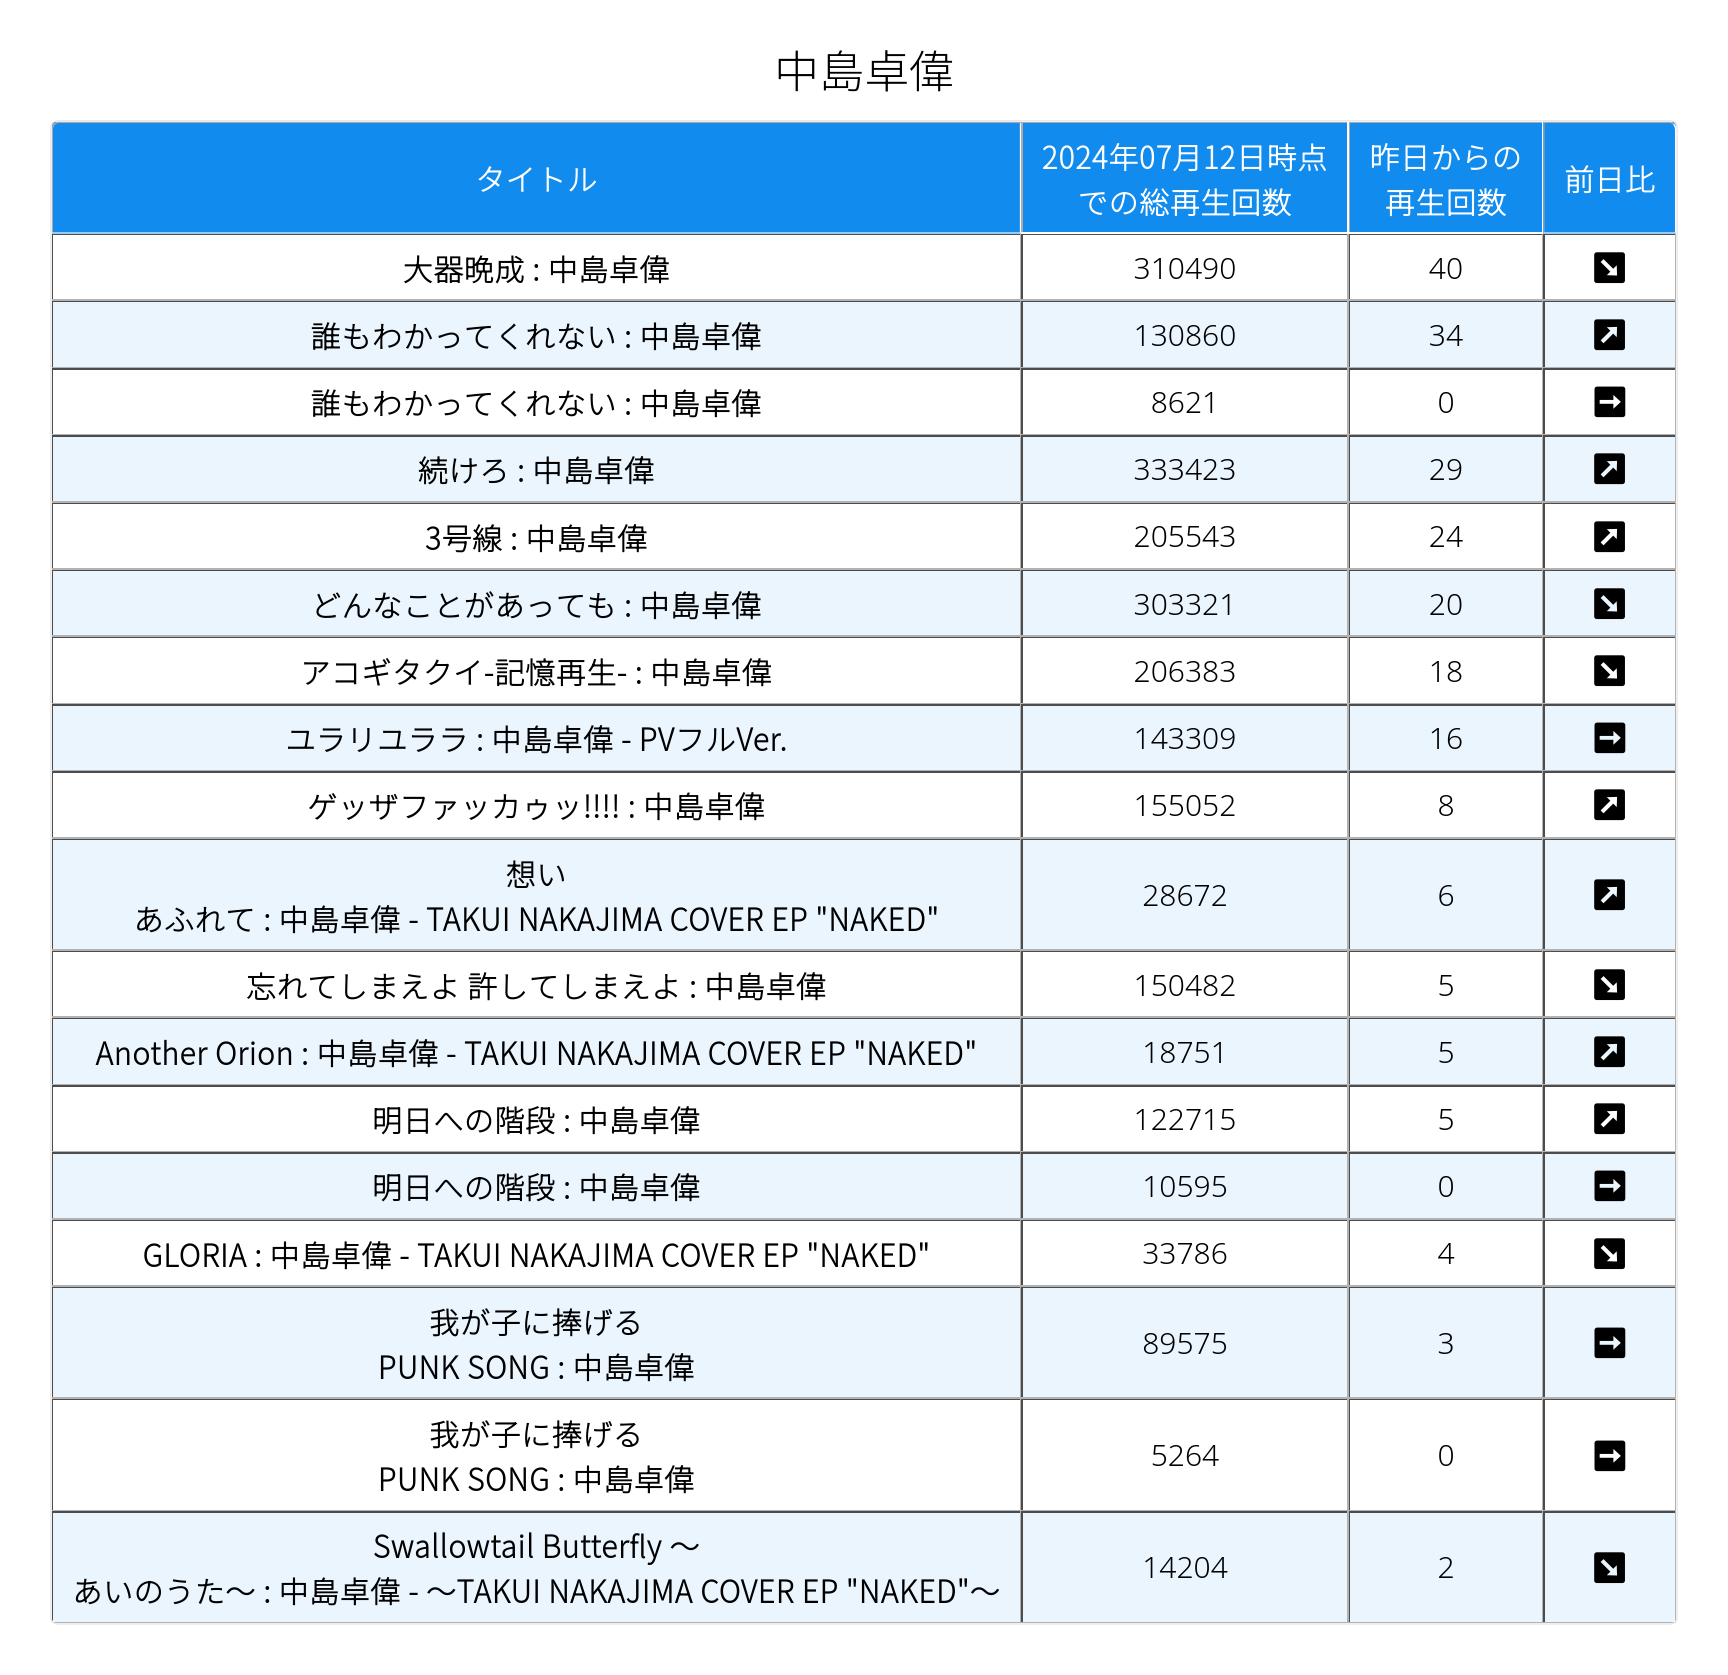 中島卓偉
タイトル
2024年07月12日時点
での総再生回数
昨日からの
再生回数
前日比
大器晩成 : 中島卓偉 310490 40 ↘
誰もわかってくれない : 中島卓偉 130860 34 ↗
誰もわかってくれない : 中島卓偉 8621 0 →
続けろ : 中島卓偉 333423 29 ↗
3号線 : 中島卓偉 205543 24 ↗
どんなことがあっても : 中島卓偉 303321 20 ↘
アコギタクイ-記憶再生- : 中島卓偉 206383 18 ↘
ユラリユララ : 中島卓偉 - PVフルVer. 143309 16 →
ゲッザファッカゥッ!!!! : 中島卓偉 155052 8 ↗
想い
あふれて : 中島卓偉 - TAKUI NAKAJIMA COVER EP "NAKED" 28672 6 ↗
忘れてしまえよ 許してしまえよ : 中島卓偉 150482 5 ↘
Another Orion : 中島卓偉 - TAKUI NAKAJIMA COVER EP "NAKED" 18751 5 ↗
明日への階段 : 中島卓偉 122715 5 ↗
明日への階段 : 中島卓偉 10595 0 →
GLORIA : 中島卓偉 - TAKUI NAKAJIMA COVER EP "NAKED" 33786 4 ↘
我が子に捧げる
PUNK SONG : 中島卓偉 89575 3 →
我が子に捧げる
PUNK SONG : 中島卓偉 5264 0 →
Swallowtail Butterfly 〜
あいのうた〜 : 中島卓偉 - 〜TAKUI NAKAJIMA COVER EP "NAKED"〜 14204 2 ↘